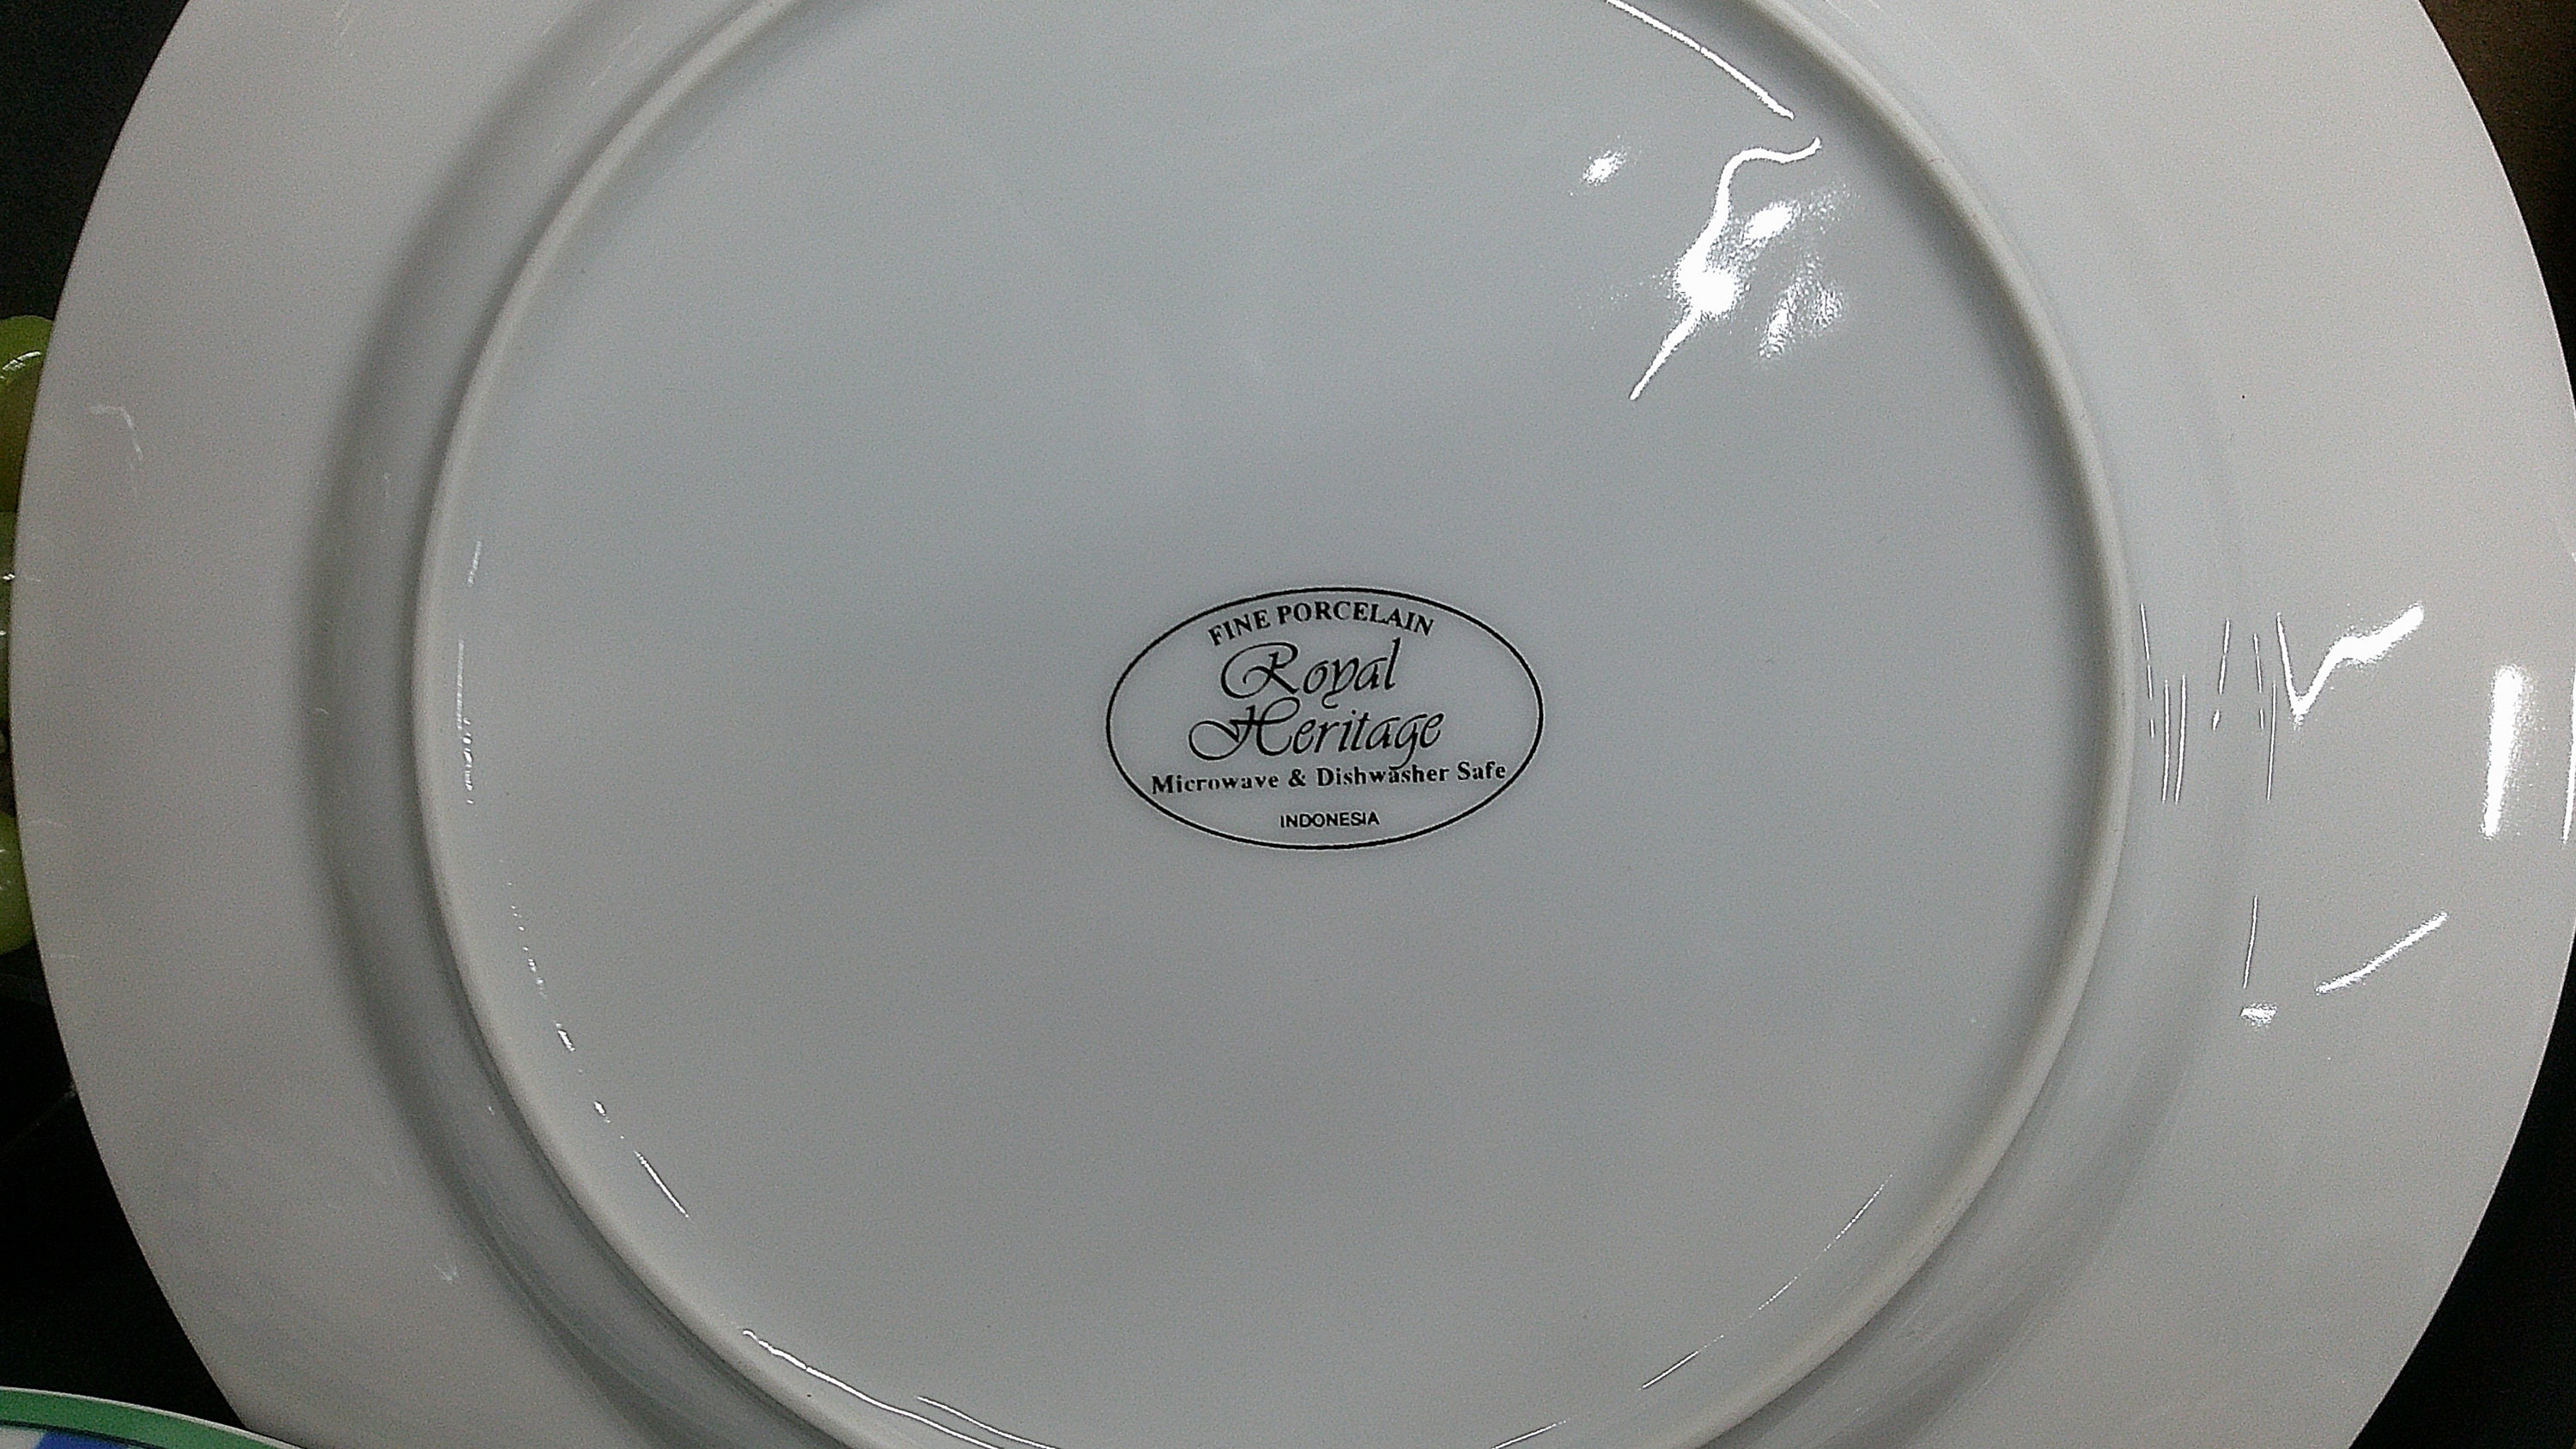 FINE PORCELAIN
Royal
Heritage
Microwave & Dishwasher Safe
INDONESIA